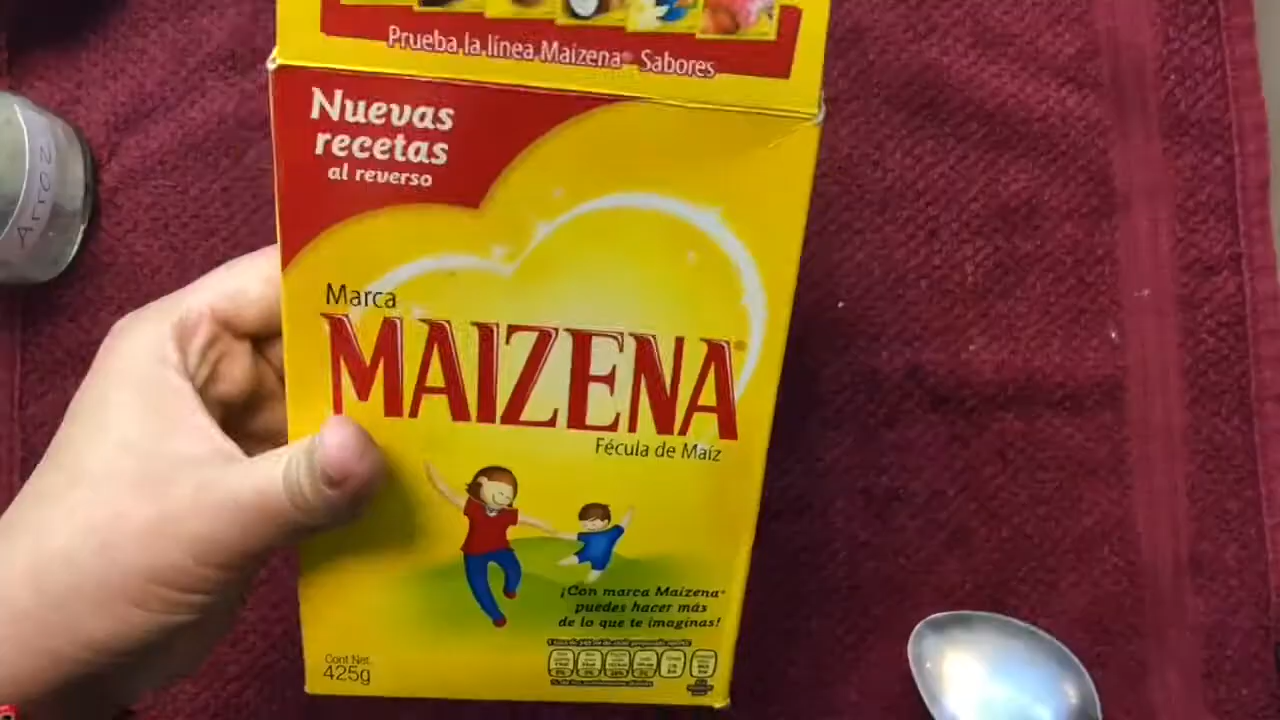 Prueba la línea Maizena® Sabores
Nuevas
recetas
al reverso
Arroz
Marca
MAIZENA®
Fécula de Maíz
¡Con marca Maizena®
puedes hacer más
de lo que te imaginas!
Cont Net.
425g